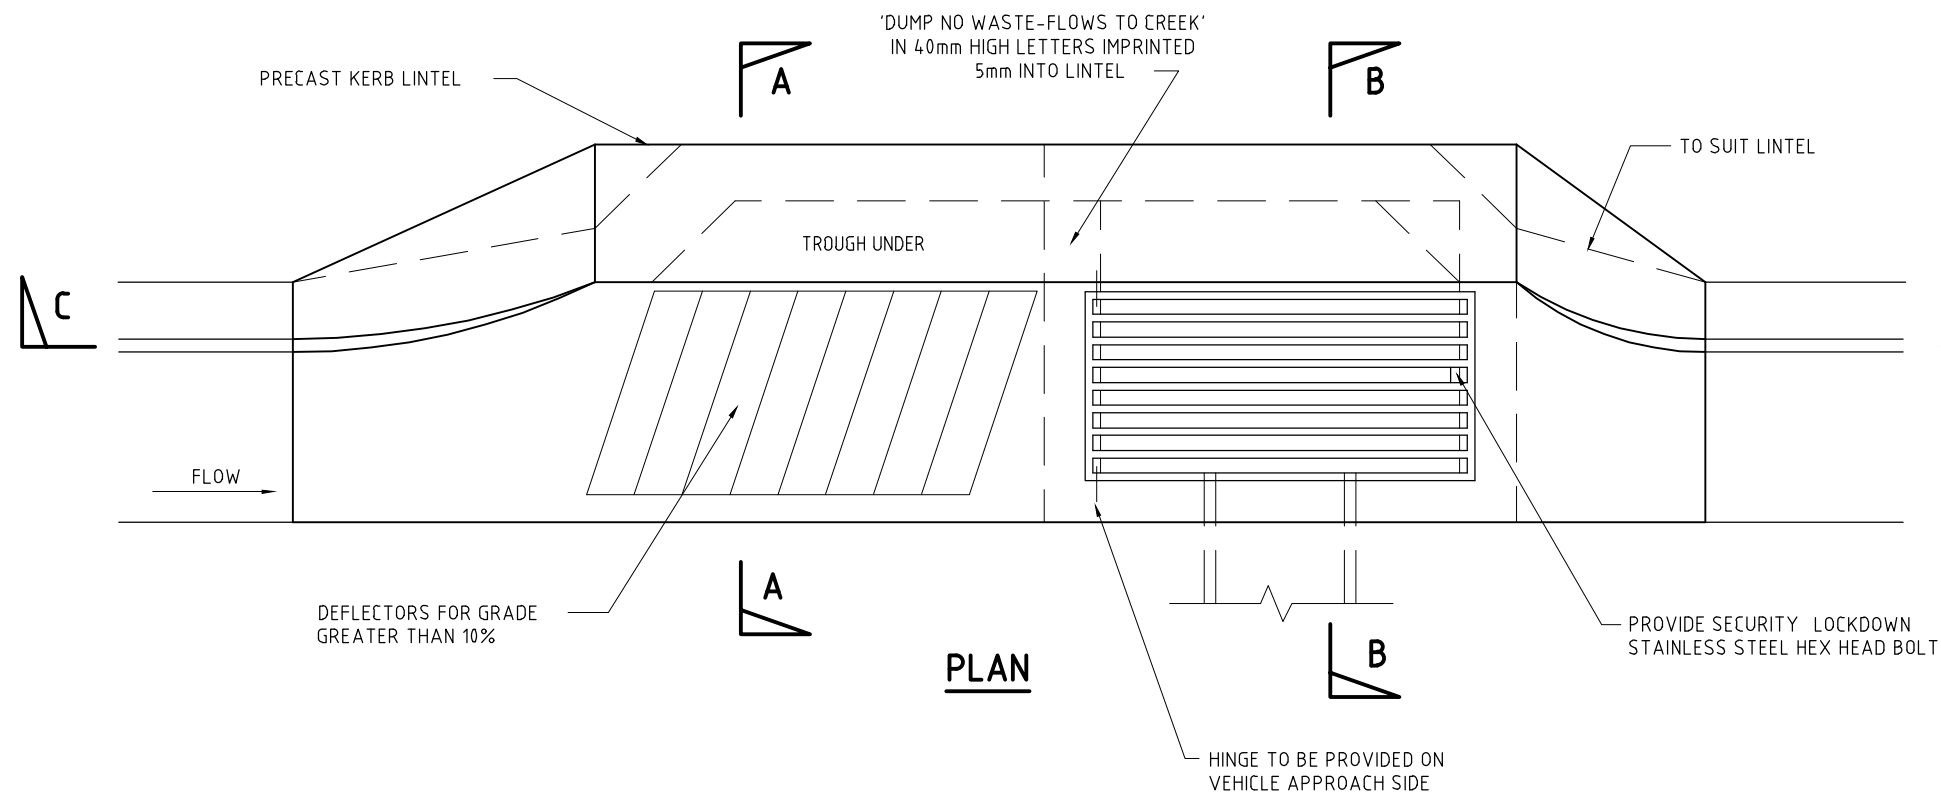 'DUMP NO WASTE-FLOWS TO CREEK'
IN 40mm HIGH LETTERS IMPRINTED
5mm INTO LINTEL
PRECAST KERB LINTEL
A
B
TO SUIT LINTEL
TROUGH UNDER
C
FLOW
DEFLECTORS FOR GRADE
GREATER THAN 10%
A
B
PROVIDE SECURITY LOCKDOWN
STAINLESS STEEL HEX HEAD BOLT
PLAN
HINGE TO BE PROVIDED ON
VEHICLE APPROACH SIDE